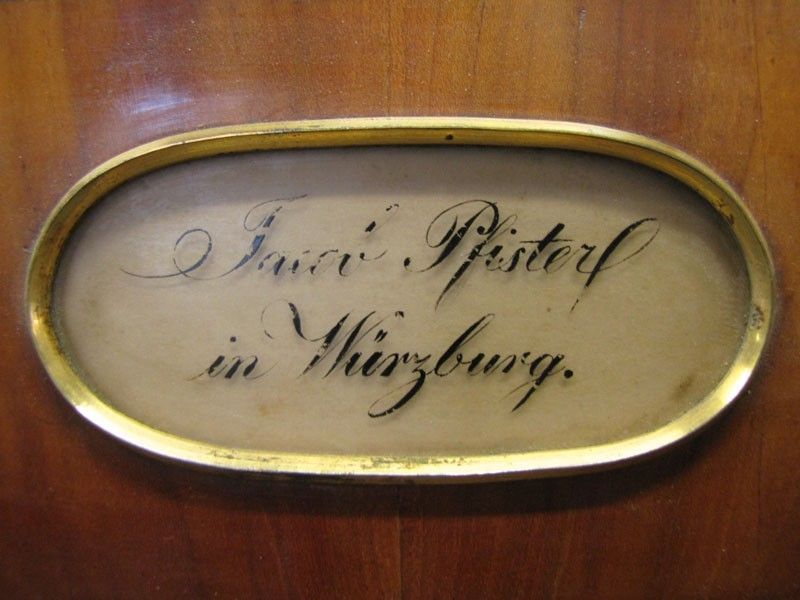 Jacob Pfister
in Würzburg.